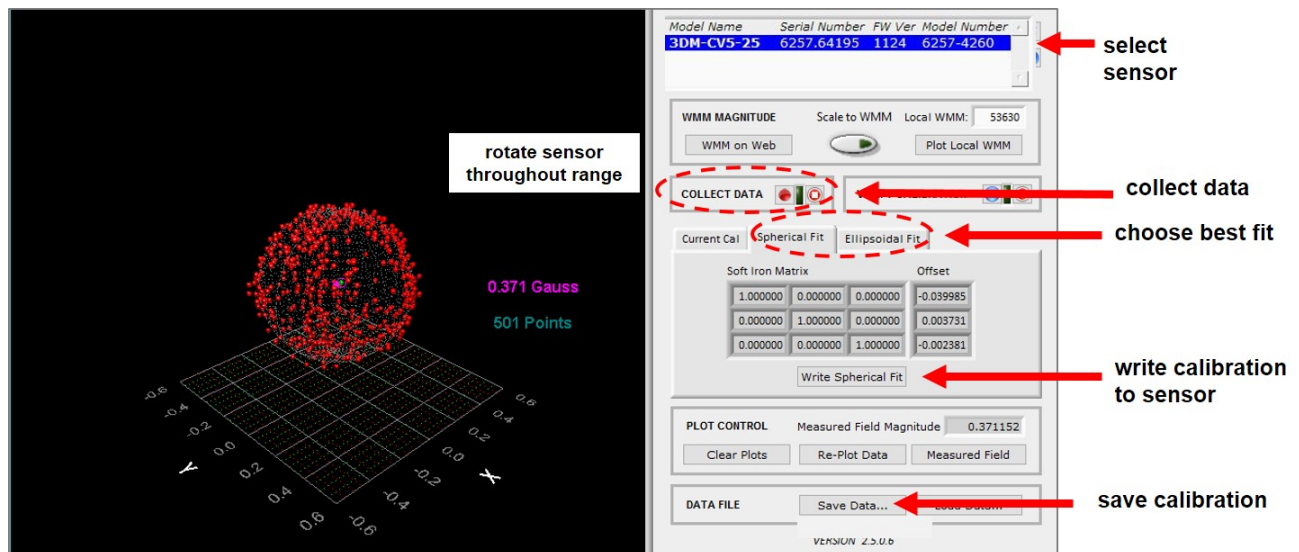 rotate sensor
throughout range
0.371 Gauss
501 Points
-0.6
-0.4
-0.2
0.0
0.2
0.4
0.6
Y
0.6
0.4
0.2
0.0
-0.2
-0.4
-0.6
X
Model Name Serial Number FW Ver Model Number
3DM-CV5-25 6257.64195 1124 6257-4260
select
sensor
WMM MAGNITUDE Scale to WMM Local WMM: 53630
WMM on Web Plot Local WMM
COLLECT DATA
collect data
Current Cal Spherical Fit Ellipsoidal Fit
choose best fit
Soft Iron Matrix Offset
1.000000 0.000000 0.000000 -0.039985
0.000000 1.000000 0.000000 0.003731
0.000000 0.000000 1.000000 -0.002381
Write Spherical Fit
write calibration
to sensor
PLOT CONTROL Measured Field Magnitude 0.371152
Clear Plots Re-Plot Data Measured Field
DATA FILE Save Data...
save calibration
VERSION 2.5.0.6